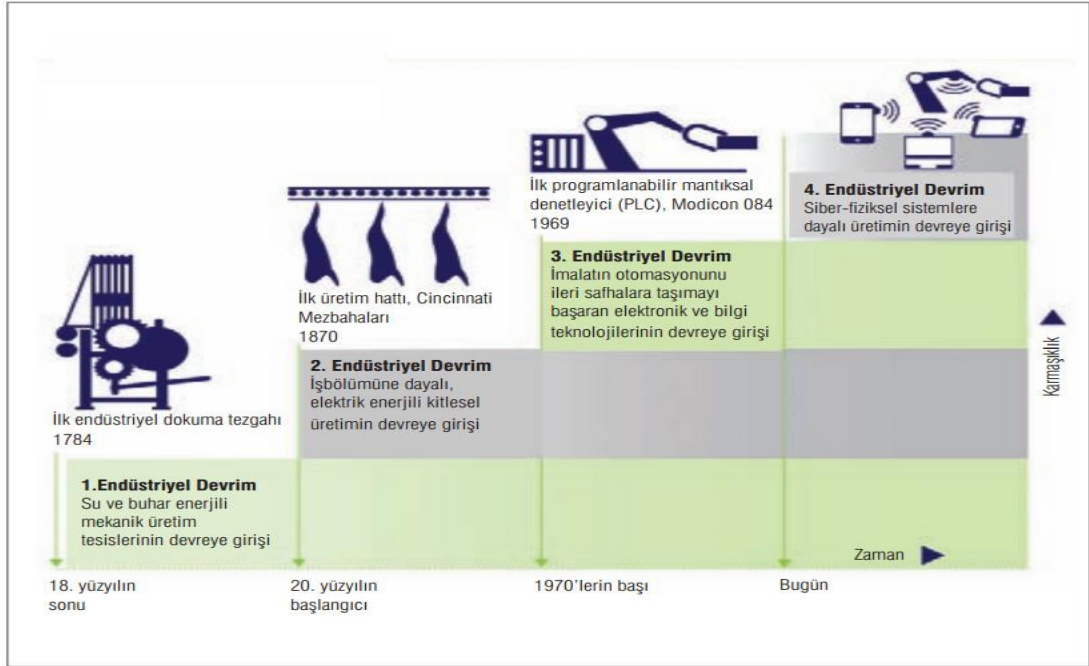 İlk endüstriyel dokuma tezgahı
1784
1.Endüstriyel Devrim
Su ve buhar enerjili
mekanik üretim
tesislerinin devreye girişi
18. yüzyılın
sonu
İlk üretim hattı, Cincinnati
Mezbahaları
1870
2. Endüstriyel Devrim
İşbölümüne dayalı,
elektrik enerjili kitlesel
üretimin devreye girişi
20. yüzyılın
başlangıcı
İlk programlanabilir mantıksal
denetleyici (PLC), Modicon 084
1969
3. Endüstriyel Devrim
İmalatın otomasyonunu
ileri safhalara taşımayı
başaran elektronik ve bilgi
teknolojilerinin devreye girişi
1970'lerin başı
4. Endüstriyel Devrim
Siber-fiziksel sistemlere
dayalı üretimin devreye girişi
Bugün
Zaman
Karmaşıklık